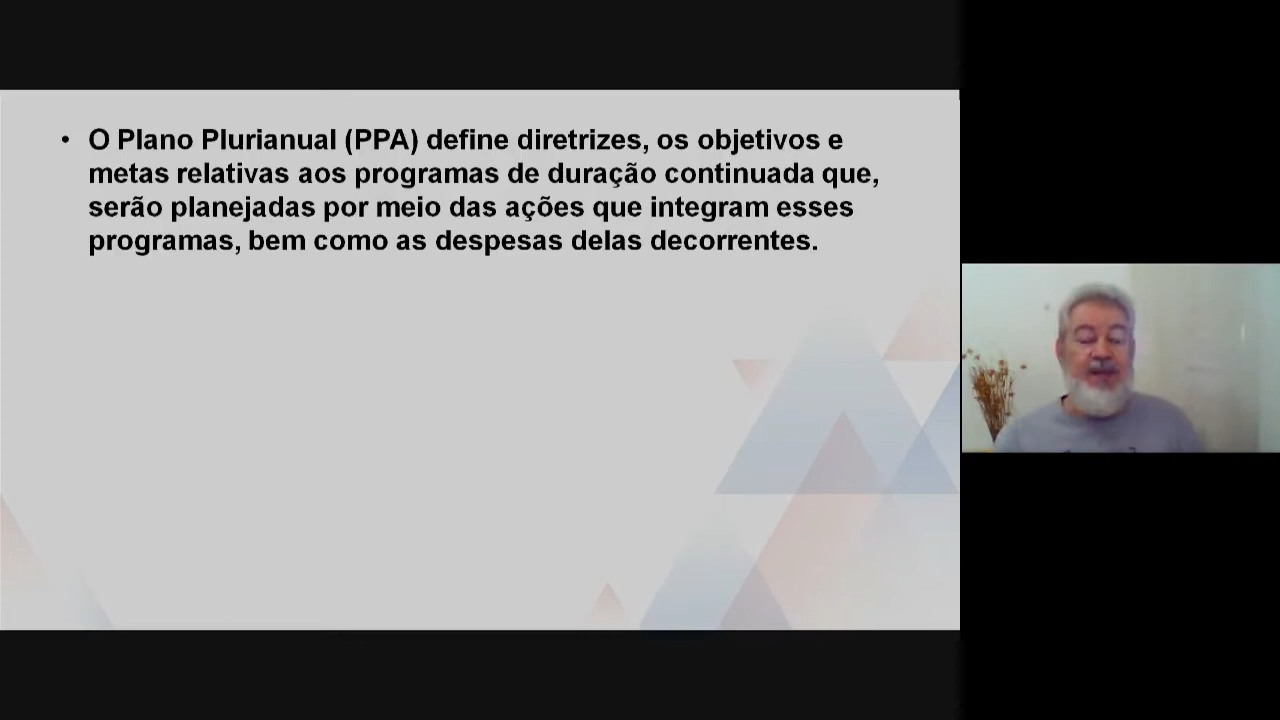 • O Plano Plurianual (PPA) define diretrizes, os objetivos e
metas relativas aos programas de duração continuada que,
serão planejadas por meio das ações que integram esses
programas, bem como as despesas delas decorrentes.